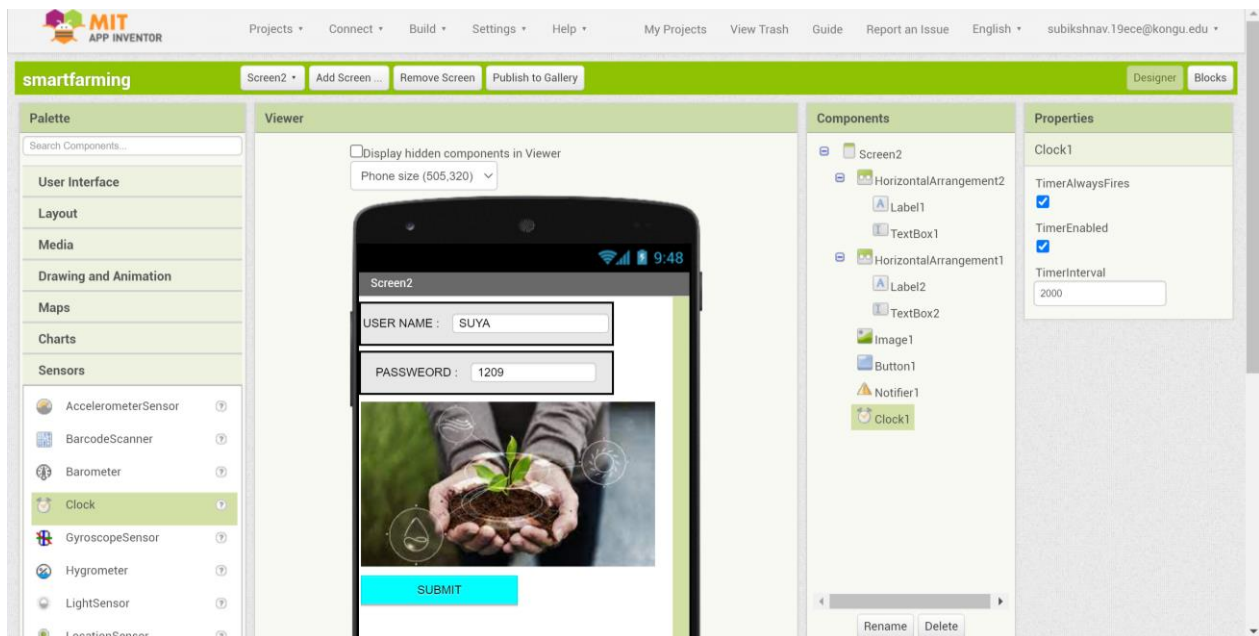 MIT
APP INVENTOR
Projects Connect Build Settings Help My Projects View Trash Guide Report an Issue English subikshnav.19ece@kongu.edu
smartfarming Screen2 Add Screen ... Remove Screen Publish to Gallery Designer Blocks
Palette
Search Components...
User Interface
Layout
Media
Drawing and Animation
Maps
Charts
Sensors
AccelerometerSensor
BarcodeScanner
Barometer
Clock
GyroscopeSensor
Hygrometer
LightSensor
LocationSensor
Viewer
Display hidden components in Viewer
Phone size (505,320)
9:48
Screen2
USER NAME : SUYA
PASSWEORD : 1209
SUBMIT
Components
Screen2
HorizontalArrangement2
Label1
TextBox1
HorizontalArrangement1
Label2
TextBox2
Image1
Button1
Notifier1
Clock1
Rename Delete
Properties
Clock1
TimerAlwaysFires
TimerEnabled
TimerInterval
2000